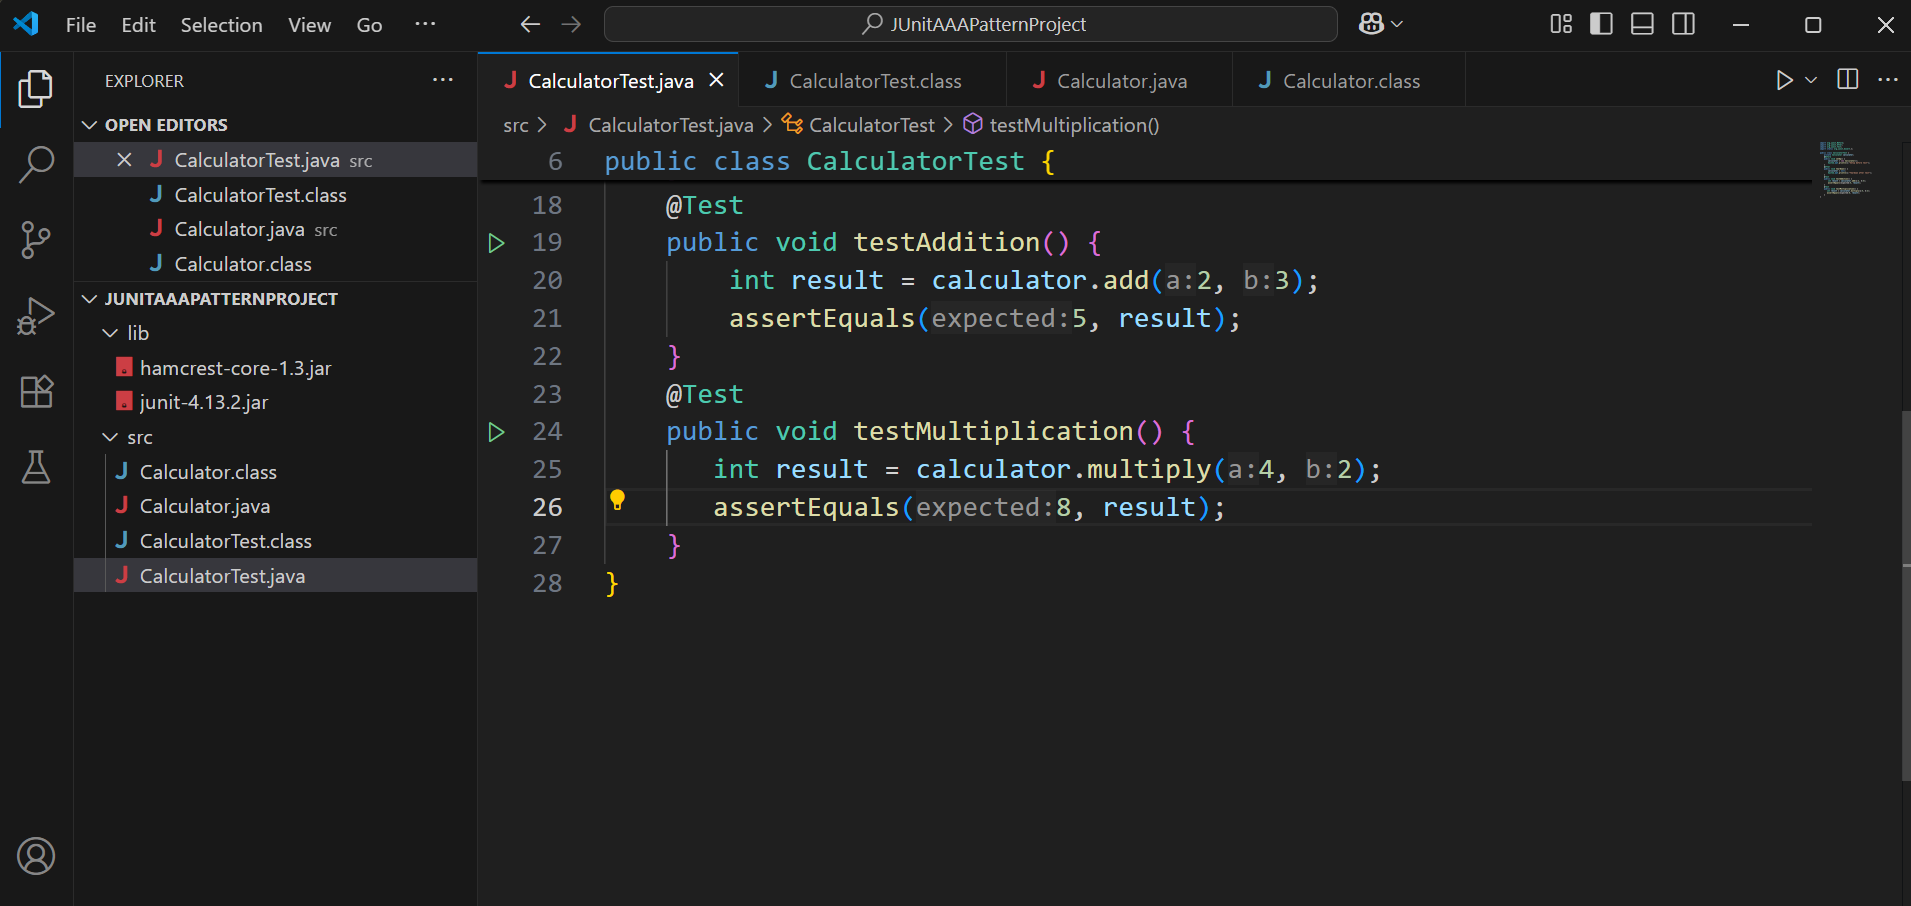 File Edit Selection View Go ··· JUnitAAAPatternProject
EXPLORER ···
OPEN EDITORS
CalculatorTest.java src
CalculatorTest.class
Calculator.java src
Calculator.class
JUNITAAAPATTERNPROJECT
lib
hamcrest-core-1.3.jar
junit-4.13.2.jar
src
Calculator.class
Calculator.java
CalculatorTest.class
CalculatorTest.java
CalculatorTest.java CalculatorTest.class Calculator.java Calculator.class
src > CalculatorTest.java > CalculatorTest > testMultiplication()
6 public class CalculatorTest {
18 @Test
19 public void testAddition() {
20 int result = calculator.add(a:2, b:3);
21 assertEquals(expected:5, result);
22 }
23 @Test
24 public void testMultiplication() {
25 int result = calculator.multiply(a:4, b:2);
26 assertEquals(expected:8, result);
27 }
28 }